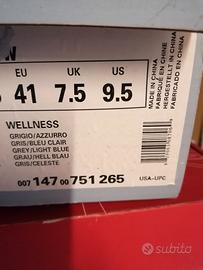 N
EU UK US
41 7.5 9.5
WELLNESS
GRIGIO/AZZURRO
GRIS/BLEU CLAIR
GREY/LIGHT BLUE
GRAU/HELL BLAU
GRIS/CELESTE
007 147 00 751 265
USA-UPC
MADE IN CHINA
FABRIQUÉ EN CHINE
HERGESTELLT IN CHINA
FABRICADO EN CHINA
subito